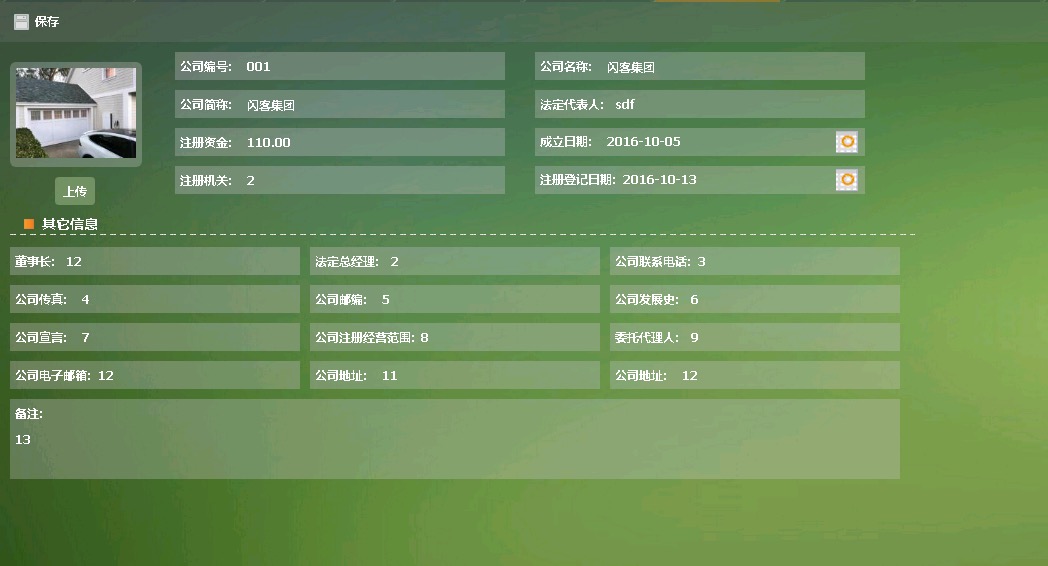 保存
公司编号: 001 公司名称: 闪客集团
公司简称: 闪客集团 法定代表人: sdf
注册资金: 110.00 成立日期: 2016-10-05
注册机关: 2 注册登记日期: 2016-10-13
上传
其它信息
董事长: 12 法定总经理: 2 公司联系电话: 3
公司传真: 4 公司邮编: 5 公司发展史: 6
公司宣言: 7 公司注册经营范围: 8 委托代理人: 9
公司电子邮箱: 12 公司地址: 11 公司地址: 12
备注:
13